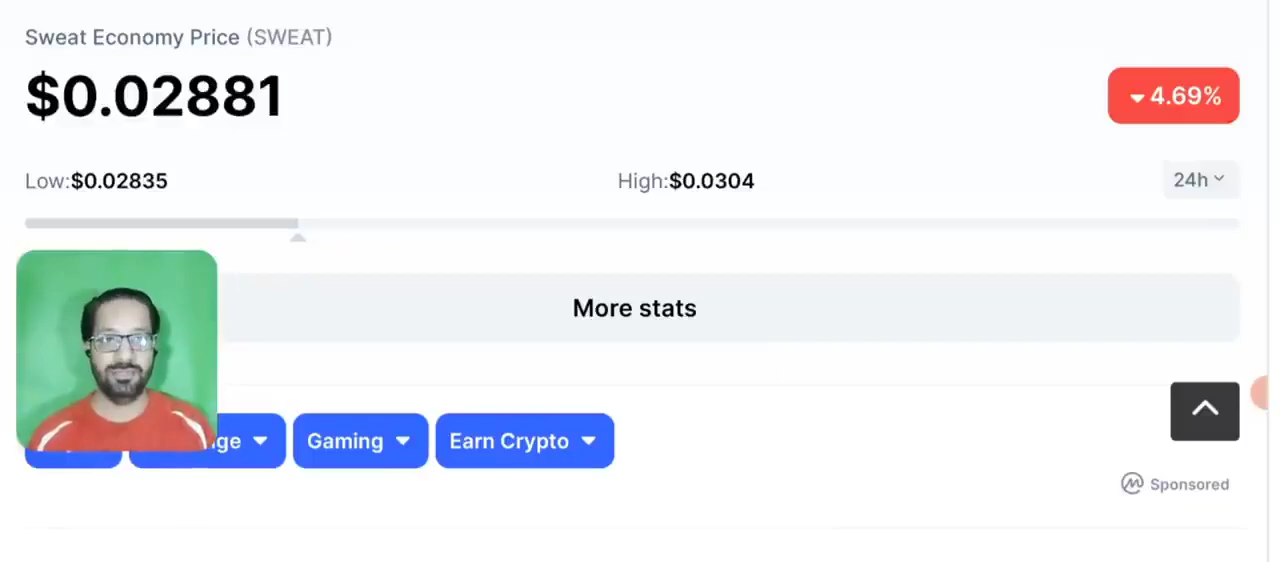 Sweat Economy Price (SWEAT)
$0.02881
4.69%
Low:$0.02835 High:$0.0304 24h
More stats
Gaming Earn Crypto
Sponsored